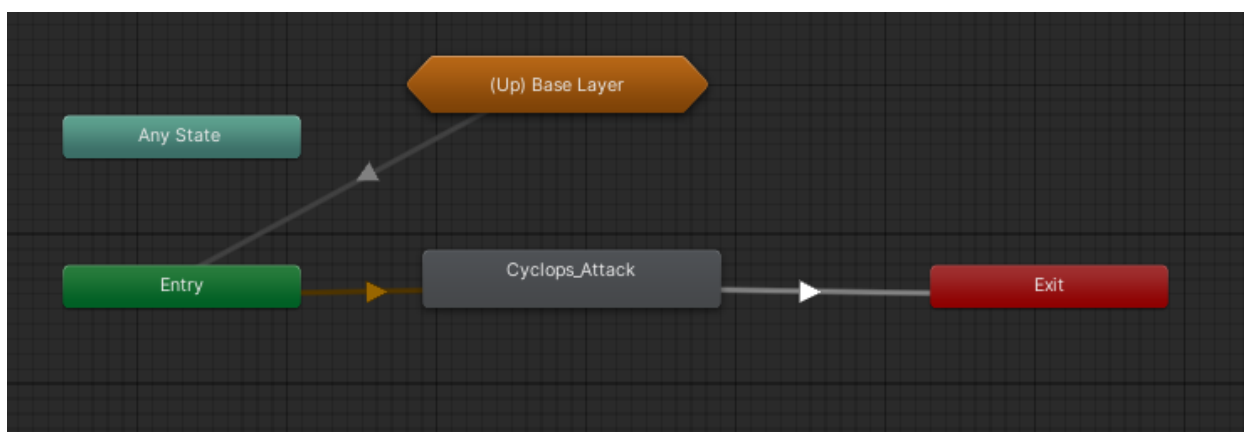 (Up) Base Layer
Any State
Entry
Cyclops_Attack
Exit